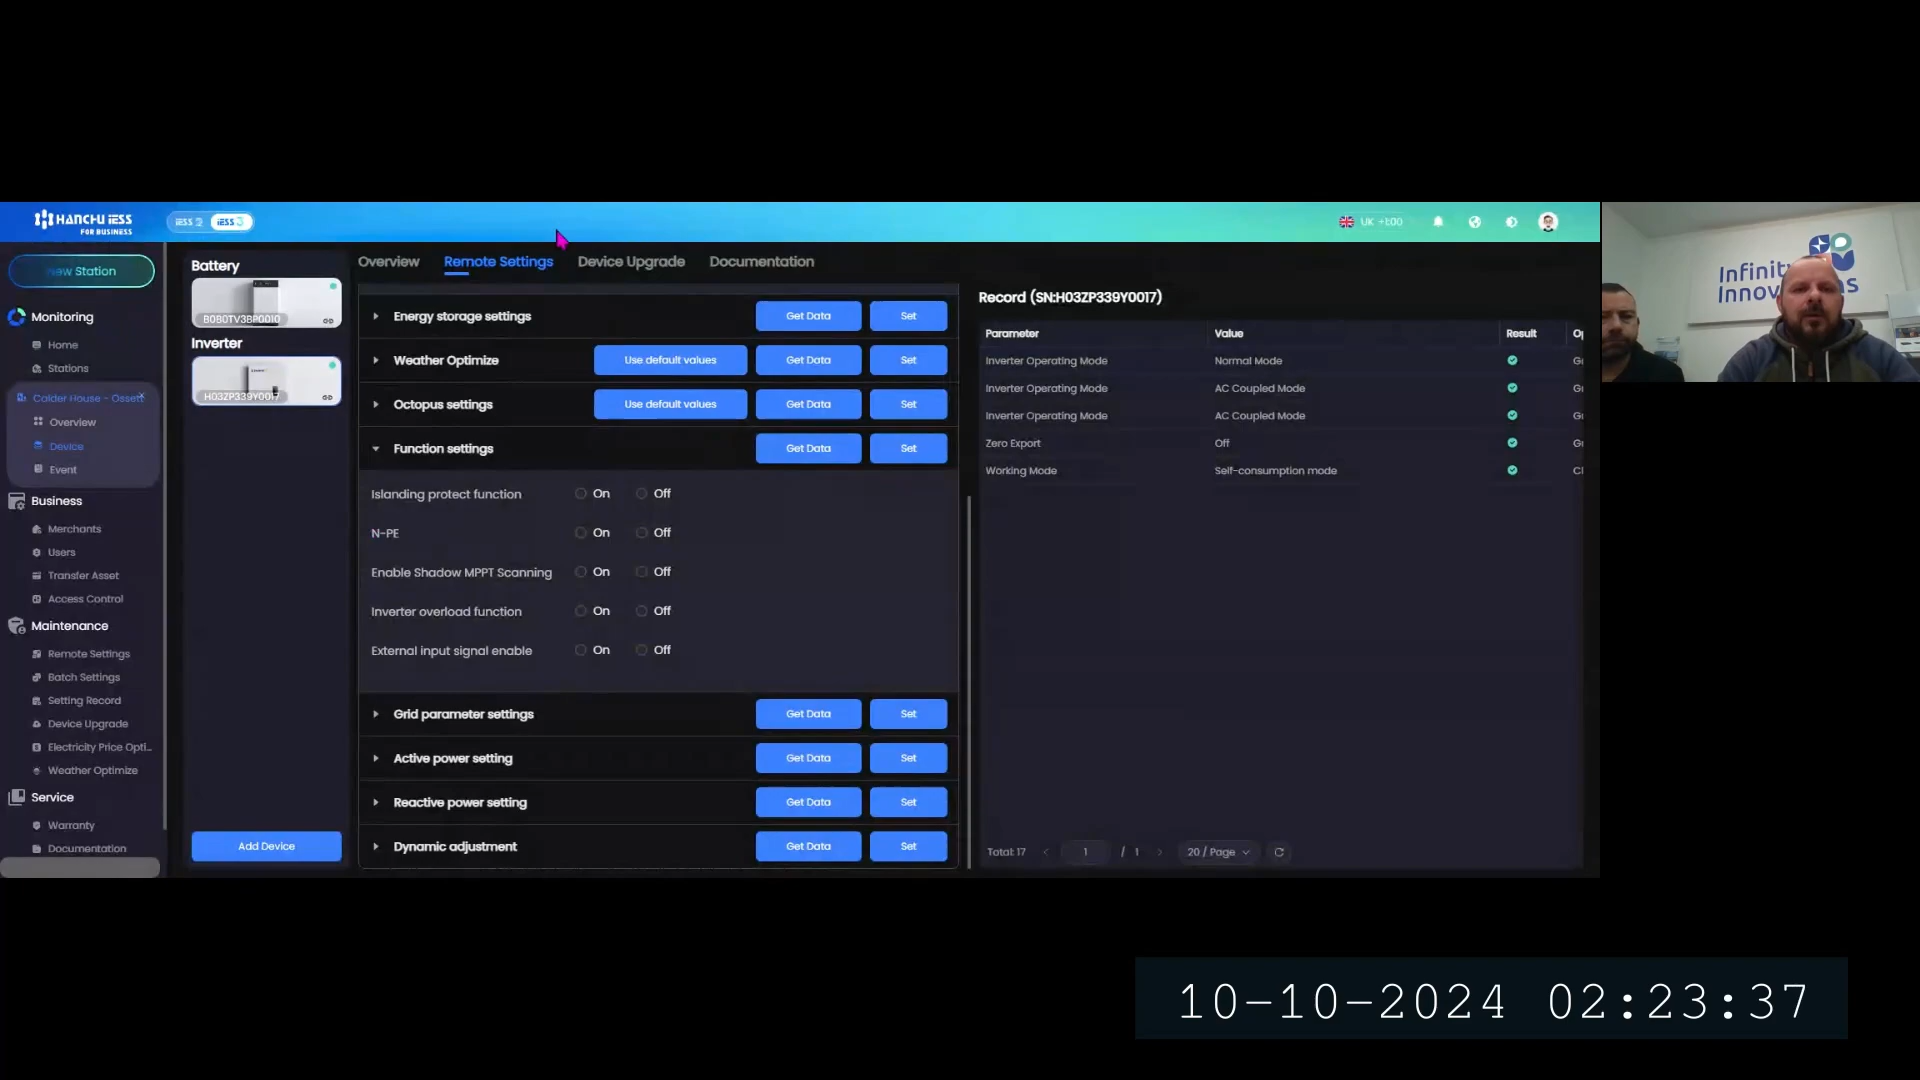 HANCHU iESS
FOR BUSINESS
iESS 2
iESS 3
UK +1:00
New Station
Monitoring
Home
Stations
Calder House - Ossett
Overview
Device
Event
Business
Merchants
Users
Transfer Asset
Access Control
Maintenance
Remote Settings
Batch Settings
Setting Record
Device Upgrade
Electricity Price Opti...
Weather Optimize
Service
Warranty
Documentation
Battery
Inverter
H03ZP339Y0017
Add Device
Overview
Remote Settings
Device Upgrade
Documentation
Energy storage settings
Get Data
Set
Weather Optimize
Use default values
Get Data
Set
Octopus settings
Use default values
Get Data
Set
Function settings
Get Data
Set
Islanding protect function
On
Off
N-PE
On
Off
Enable Shadow MPPT Scanning
On
Off
Inverter overload function
On
Off
External input signal enable
On
Off
Grid parameter settings
Get Data
Set
Active power setting
Get Data
Set
Reactive power setting
Get Data
Set
Dynamic adjustment
Get Data
Set
Record (SN:H03ZP339Y0017)
Parameter
Value
Result
Inverter Operating Mode
Normal Mode
Inverter Operating Mode
AC Coupled Mode
Inverter Operating Mode
AC Coupled Mode
Zero Export
Off
Working Mode
Self-consumption mode
Total: 17
1
/ 1
20 / Page
10-10-2024 02:23:37